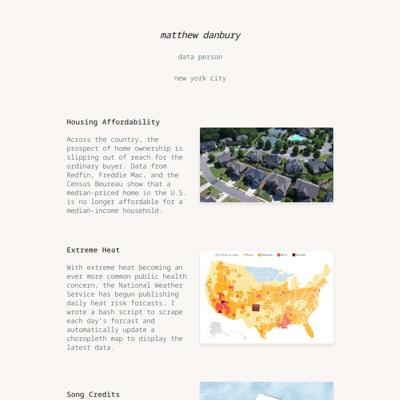 matthew danbury
data person
new york city
Housing Affordability
Across the country, the
prospect of home ownership is
slipping out of reach for the
ordinary buyer. Data from
Redfin, Freddie Mac, and the
Census Beureau show that a
median-priced home in the U.S.
is no longer affordable for a
median-income household.
Extreme Heat
With extreme heat becoming an
ever more common public health
concern, the National Weather
Service has begun publishing
daily heat risk forcasts. I
wrote a bash script to scrape
each day's forcast and
automatically update a
choropleth map to display the
latest data.
Song Credits